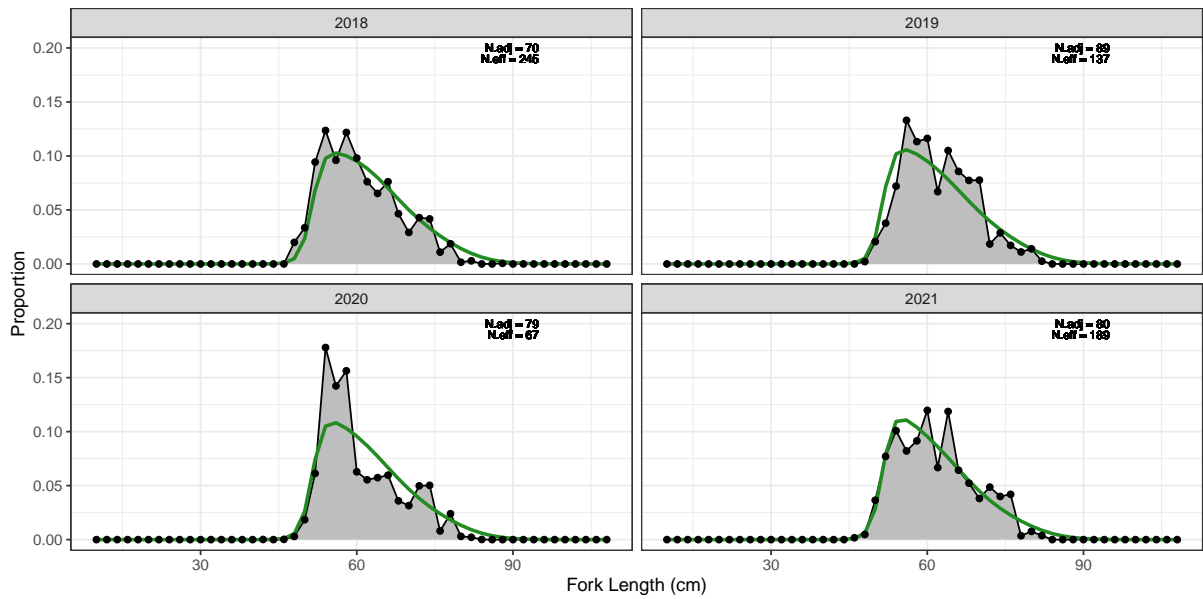 2018
2019
N.adj = 70
N.eff = 245
N.adj = 89
N.eff = 137
0.20
0.15
0.10
0.05
0.00
2020
2021
N.adj = 79
N.eff = 67
N.adj = 80
N.eff = 189
0.20
0.15
0.10
0.05
0.00
Proportion
30
60
90
30
60
90
Fork Length (cm)